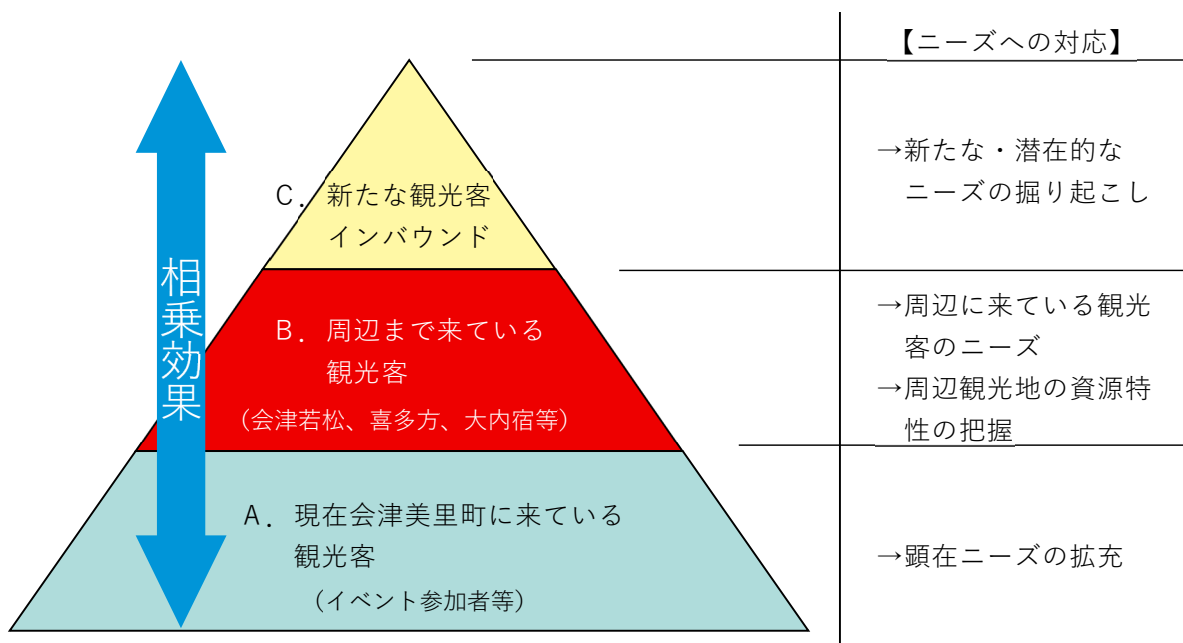 【ニーズへの対応】
C. 新たな観光客
インバウンド
→新たな・潜在的な
ニーズの掘り起こし
相乗効果
B. 周辺まで来ている
観光客
(会津若松、喜多方、大内宿等)
→周辺に来ている観光
客のニーズ
→周辺観光地の資源特
性の把握
A. 現在会津美里町に来ている
観光客
(イベント参加者等)
→顕在ニーズの拡充